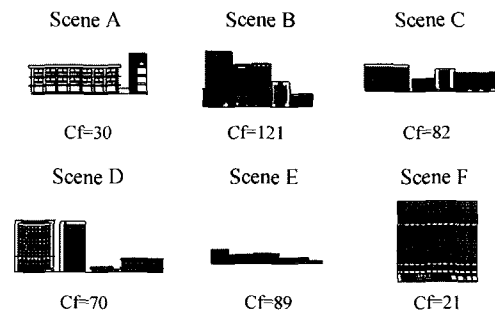 Scene A
Scene B
Scene C
Cf=30
Cf=121
Cf=82
Scene D
Scene E
Scene F
Cf=70
Cf=89
Cf=21